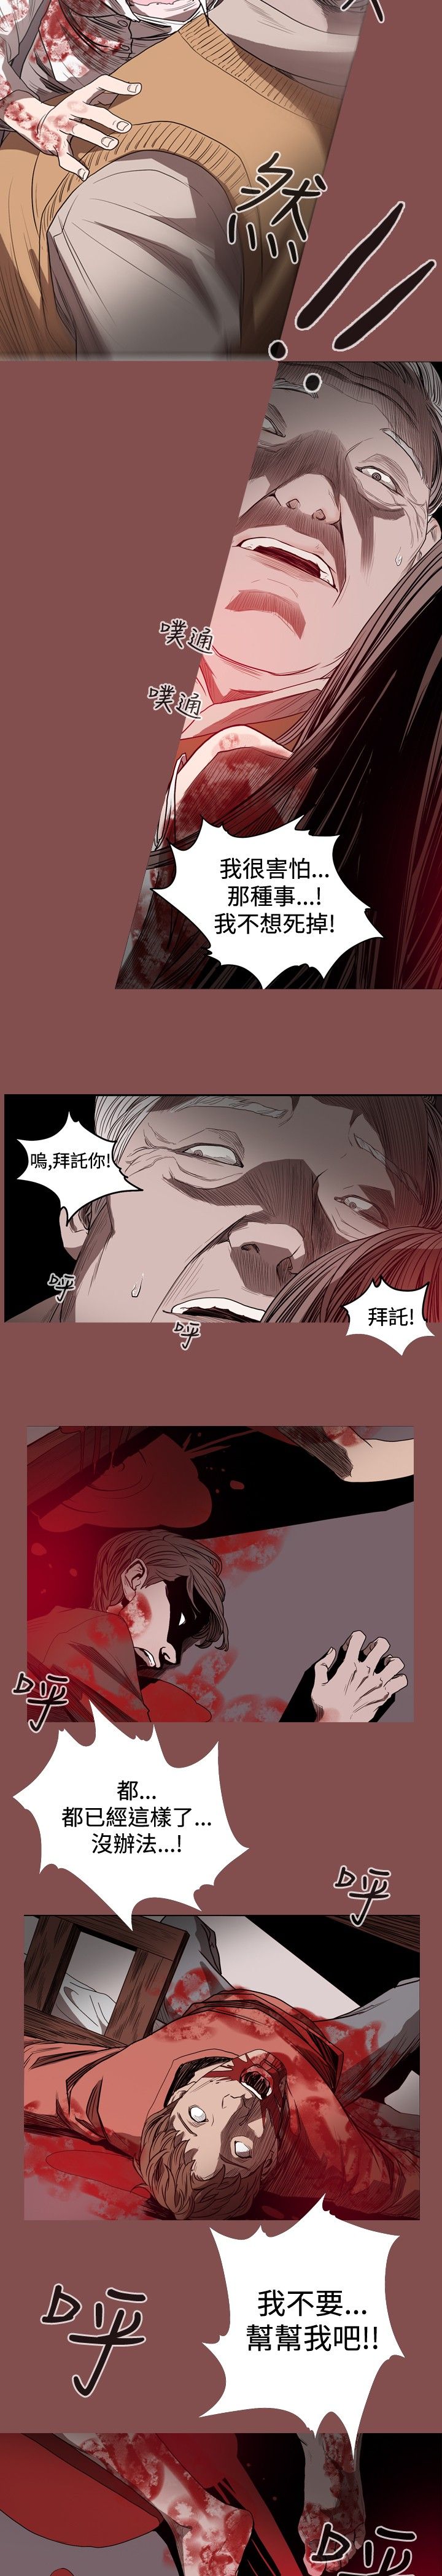 然
噗通
噗通
我很害怕...
那種事...!
我不想死掉!
嗚,拜託你!
呼
呼
拜託!
呼
都...
都已經這樣了...
沒辦法...!
呼
我不要...
幫幫我吧!!
呼
呼